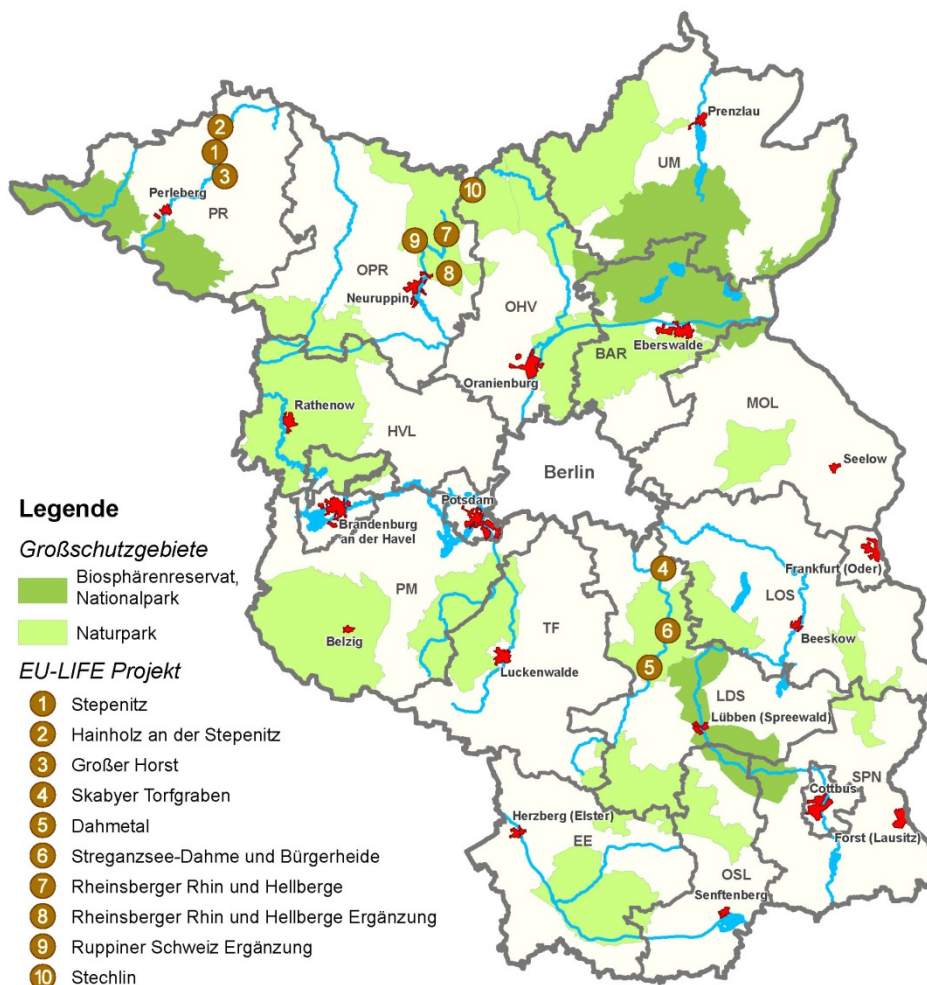 Prenzlau
UM
2
1
3
Perleberg
PR
10
9
7
8
OPR
Neuruppin
OHV
Eberswalde
BAR
Oranienburg
MOL
Rathenow
HVL
Seelow
Berlin
Legende
Großschutzgebiete
Biosphärenreservat,
Nationalpark
Naturpark
EU-LIFE Projekt
1 Stepenitz
2 Hainholz an der Stepenitz
3 Großer Horst
4 Skabyer Torfgraben
5 Dahmetal
6 Streganzsee-Dahme und Bürgerheide
7 Rheinsberger Rhin und Hellberge
8 Rheinsberger Rhin und Hellberge Ergänzung
9 Ruppiner Schweiz Ergänzung
10 Stechlin
Potsdam
Brandenburg
an der Havel
Frankfurt (Oder)
4
PM
LOS
TF
6
Beeskow
Belzig
5
Luckenwalde
LDS
Lübben (Spreewald)
SPN
Cottbus
Herzberg (Elster)
EE
Forst (Lausitz)
OSL
Senftenberg